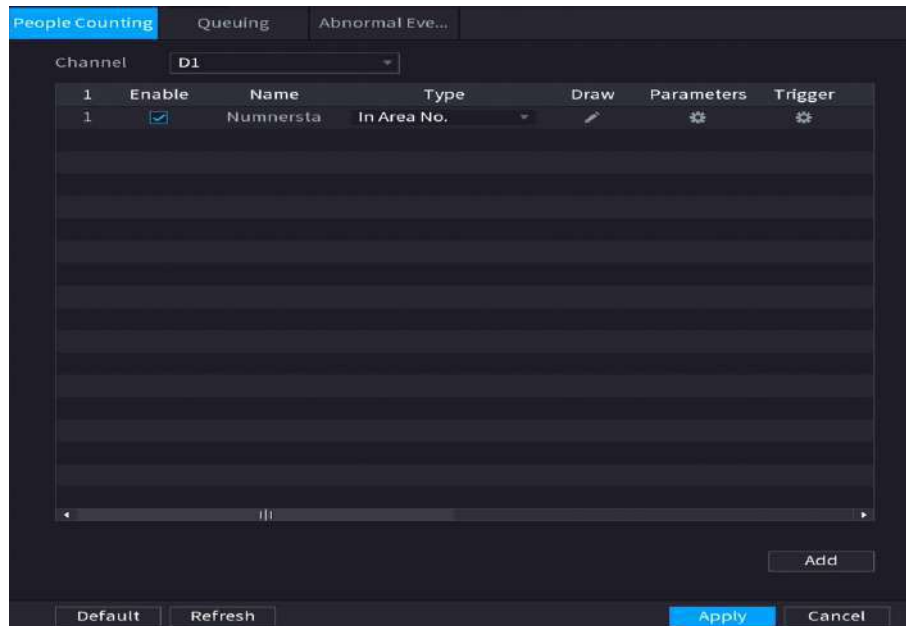 People Counting Queuing Abnormal Eve...
Channel D1
1 Enable Name Type Draw Parameters Trigger
1 Numnersta In Area No.
Add
Default Refresh Apply Cancel